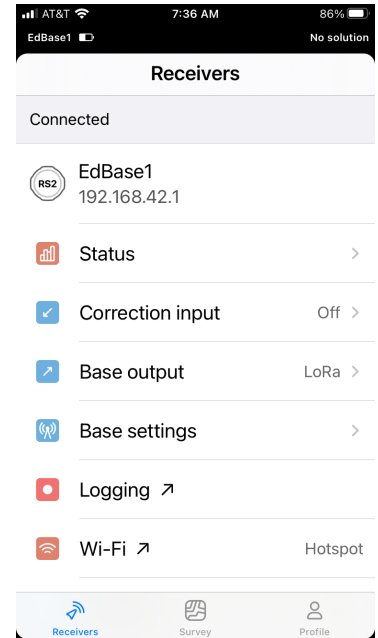 AT&T 7:36 AM 86%
EdBase1 No solution
Receivers
Connected
RS2
EdBase1
192.168.42.1
Status
Correction input Off
Base output LoRa
Base settings
Logging
Wi-Fi Hotspot
Receivers Survey Profile